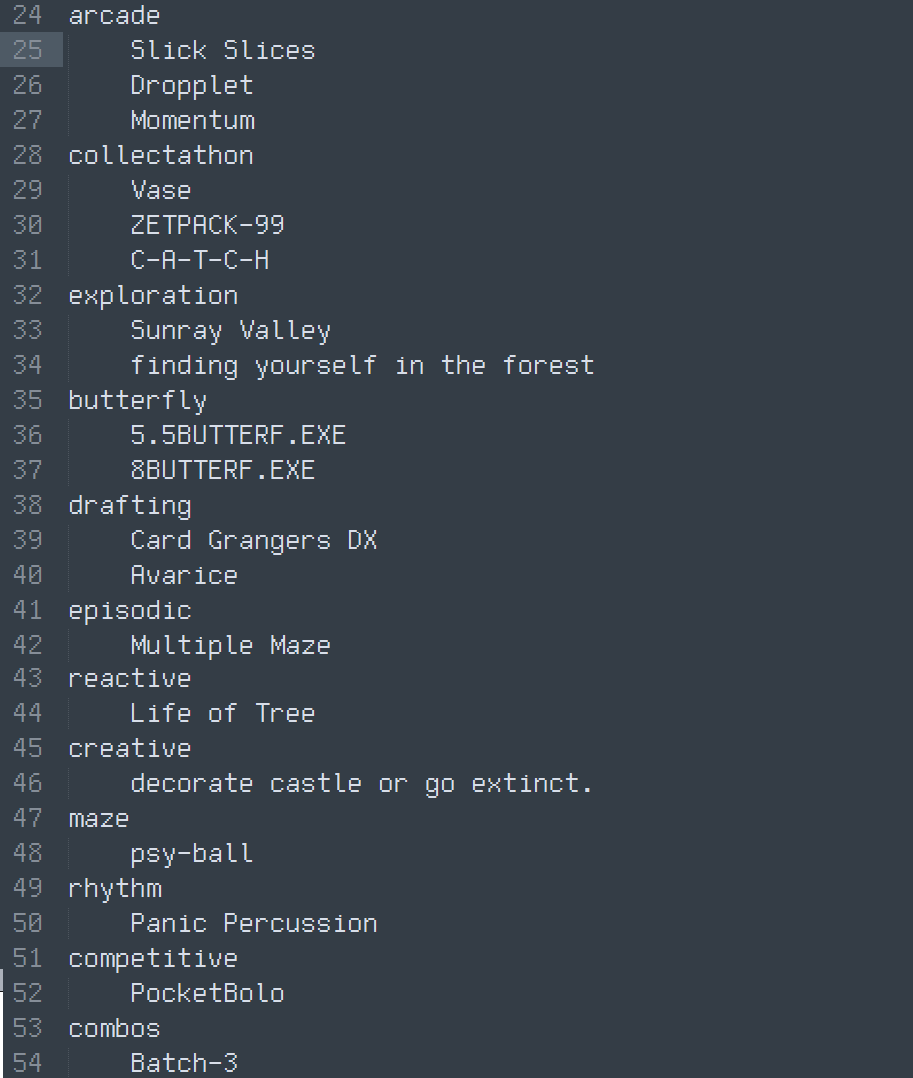 24 arcade
25     Slick Slices
26     Dropplet
27     Momentum
28 collectathon
29     Vase
30     ZETPACK-99
31     C-A-T-C-H
32 exploration
33     Sunray Valley
34     finding yourself in the forest
35 butterfly
36     5.5BUTTERF.EXE
37     8BUTTERF.EXE
38 drafting
39     Card Grangers DX
40     Avarice
41 episodic
42     Multiple Maze
43 reactive
44     Life of Tree
45 creative
46     decorate castle or go extinct.
47 maze
48     psy-ball
49 rhythm
50     Panic Percussion
51 competitive
52     PocketBolo
53 combos
54     Batch-3